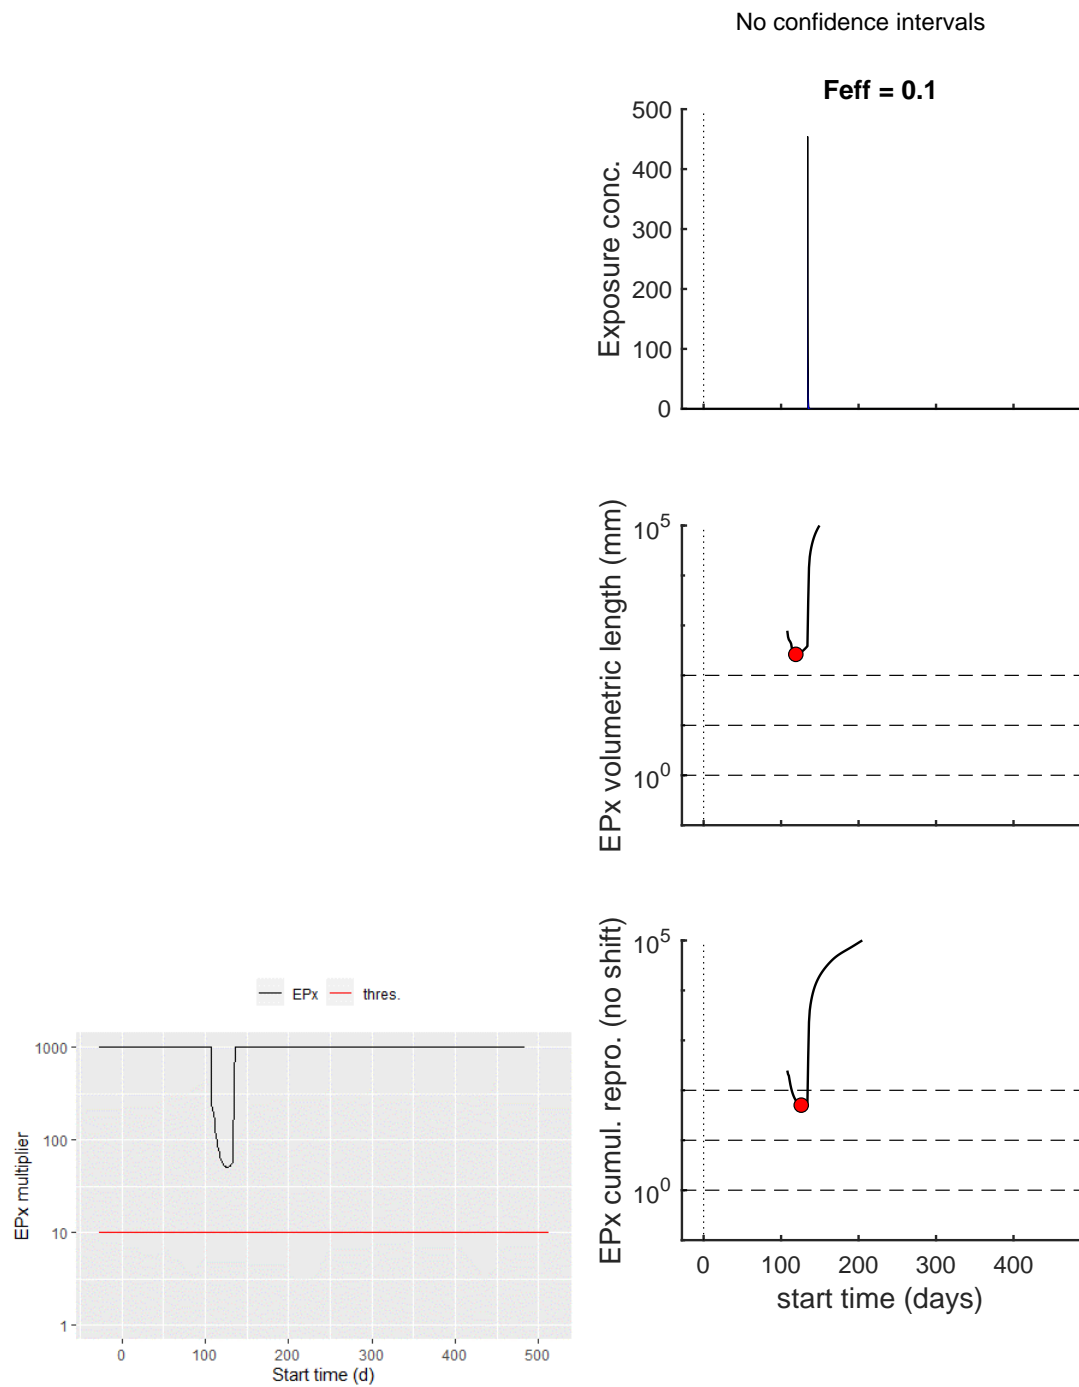 No confidence intervals
Feff = 0.1
500
400
300
200
100
0
Exposure conc.
10^5
10^0
EPx volumetric length (mm)
10^5
10^0
EPx cumul. repro. (no shift)
0 100 200 300 400
start time (days)
EPx thres.
1000
100
10
1
EPx multiplier
0 100 200 300 400 500
Start time (d)